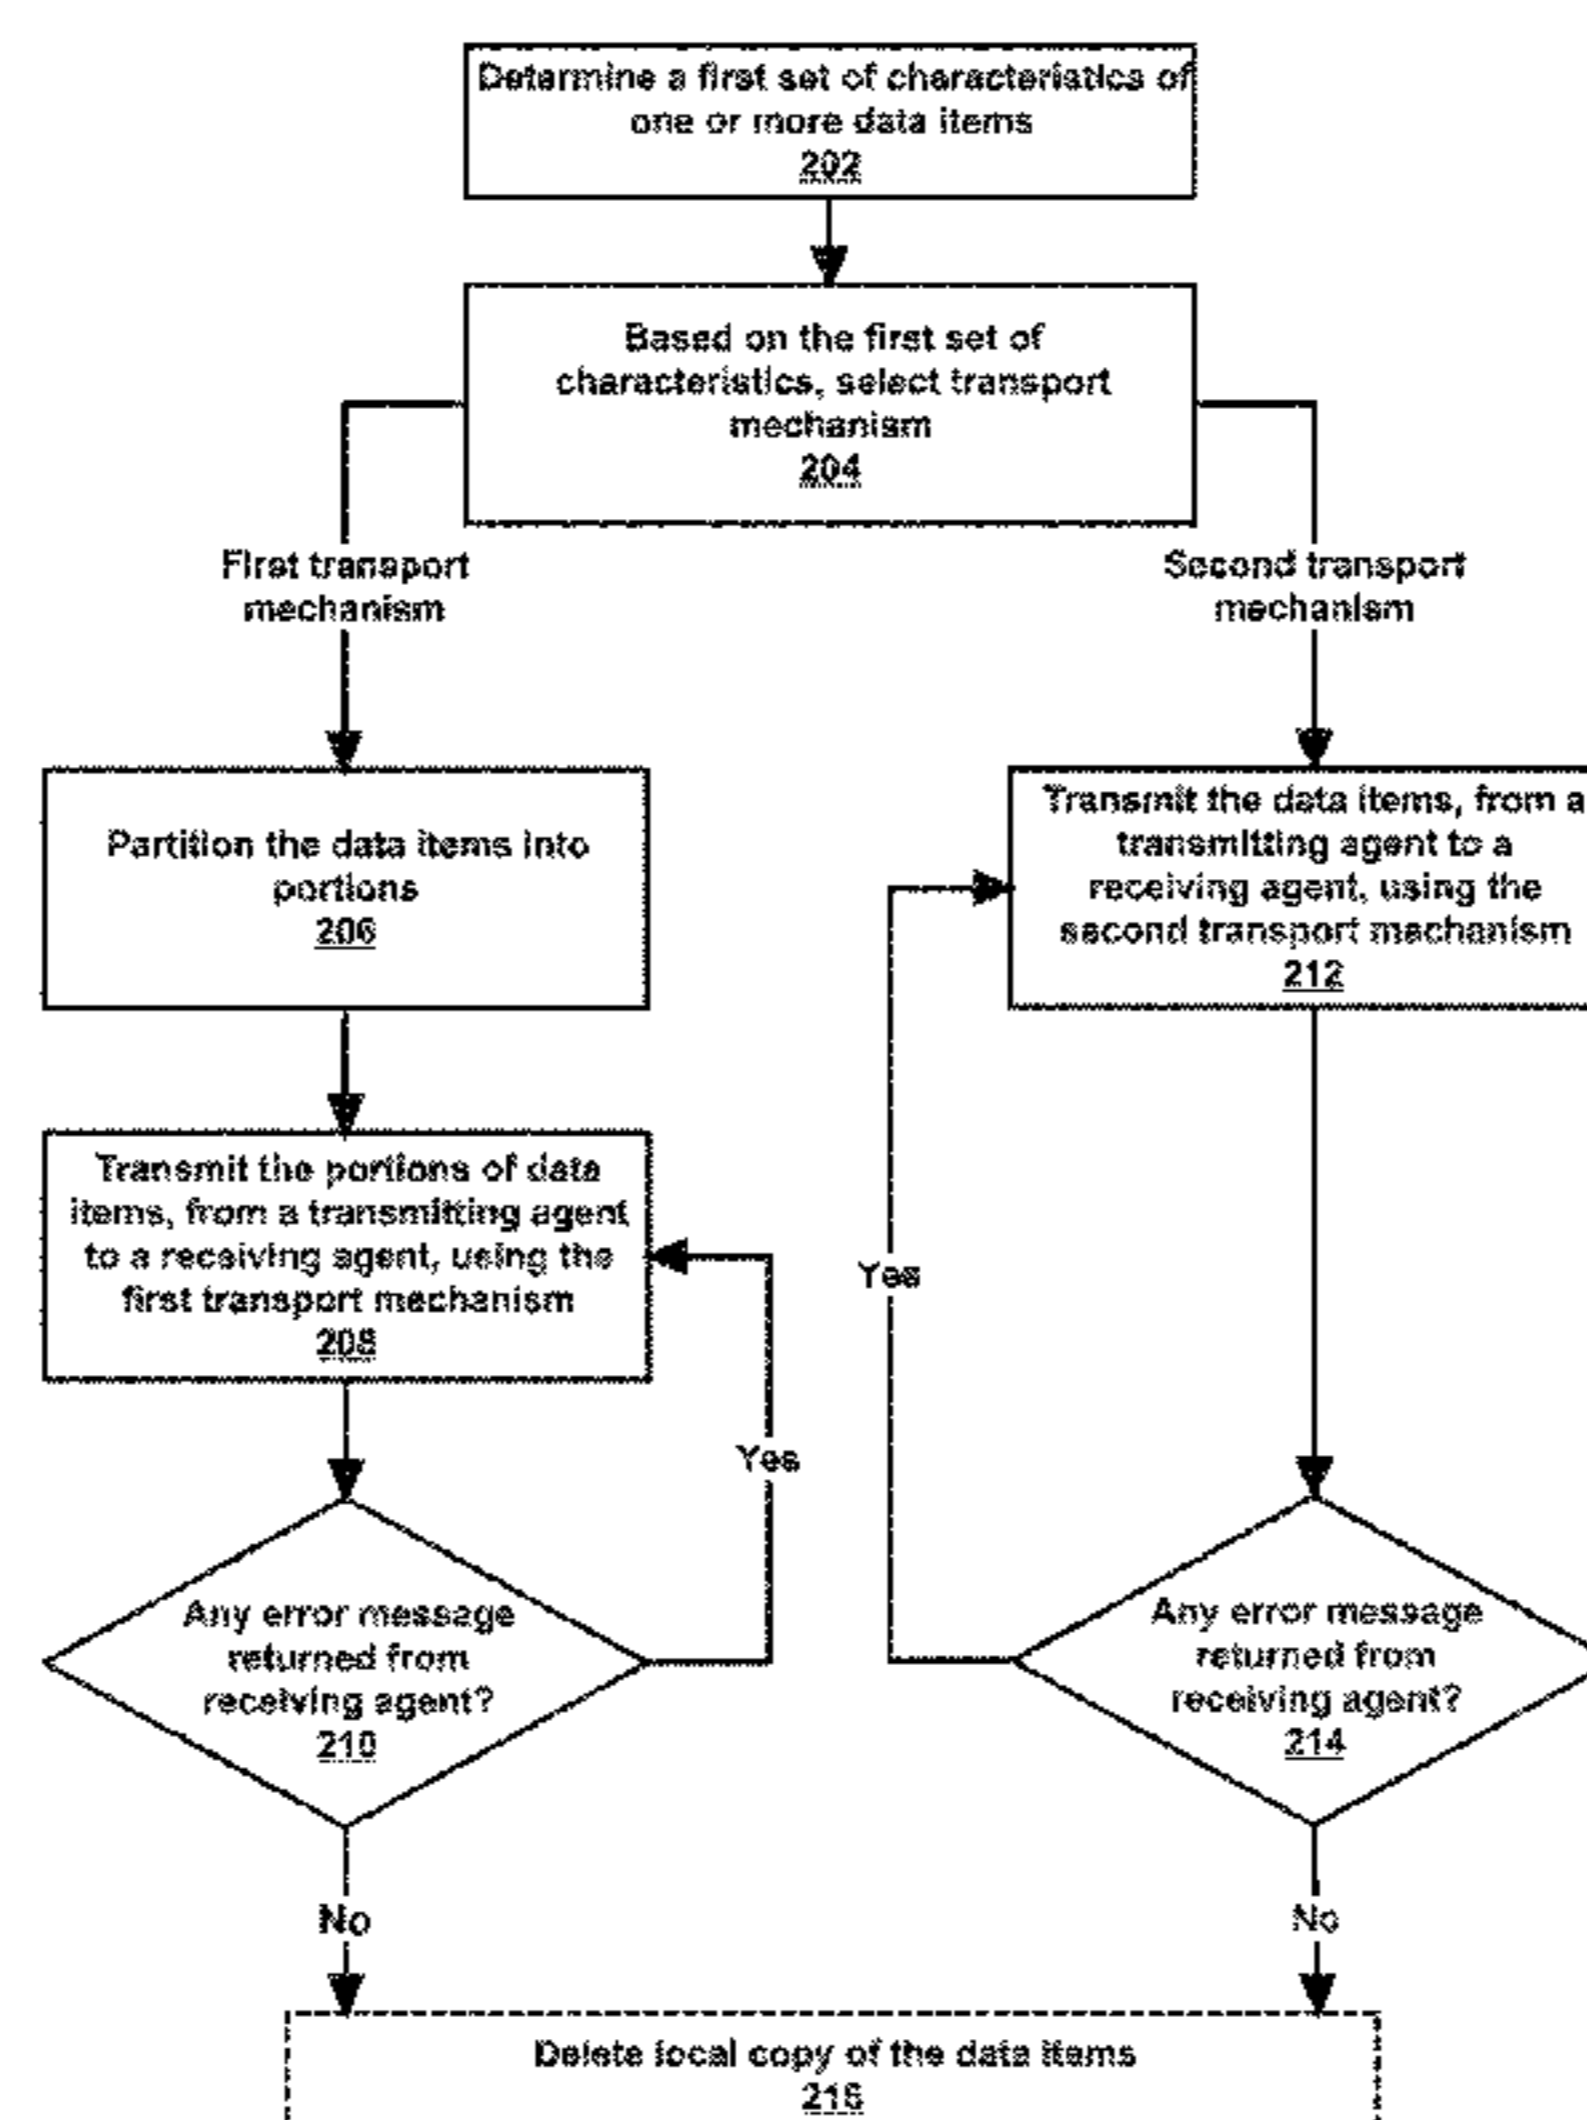 Determine a first set of characteristics of
one or more data items
202
Based on the first set of
characteristics, select transport
mechanism
204
First transport
mechanism
Second transport
mechanism
Partition the data items into
portions
206
Transmit the data items, from a
transmitting agent to a
receiving agent, using the
second transport mechanism
212
Transmit the portions of data
items, from a transmitting agent
to a receiving agent, using the
first transport mechanism
208
Yes
Yes
Any error message
returned from
receiving agent?
210
Any error message
returned from
receiving agent?
214
No
No
Delete local copy of the data items
216